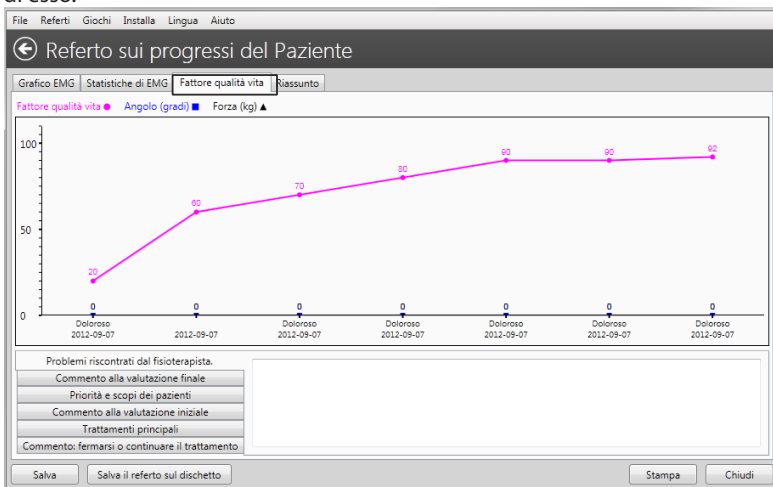 di esso.
File Referti Giochi Installa Lingua Aiuto
Referto sui progressi del Paziente
Grafico EMG Statistiche di EMG Fattore qualità vita Riassunto
Fattore qualità vita Angolo (gradi) Forza (kg)
100
50
0
20 60 70 80 90 90 92
0 0 0 0 0 0 0
Doloroso Doloroso Doloroso Doloroso Doloroso Doloroso
2012-09-07 2012-09-07 2012-09-07 2012-09-07 2012-09-07 2012-09-07 2012-09-07
Problemi riscontrati dal fisioterapista.
Commento alla valutazione finale
Priorità e scopi dei pazienti
Commento alla valutazione iniziale
Trattamenti principali
Commento: fermarsi o continuare il trattamento
Salva Salva il referto sul dischetto Stampa Chiudi